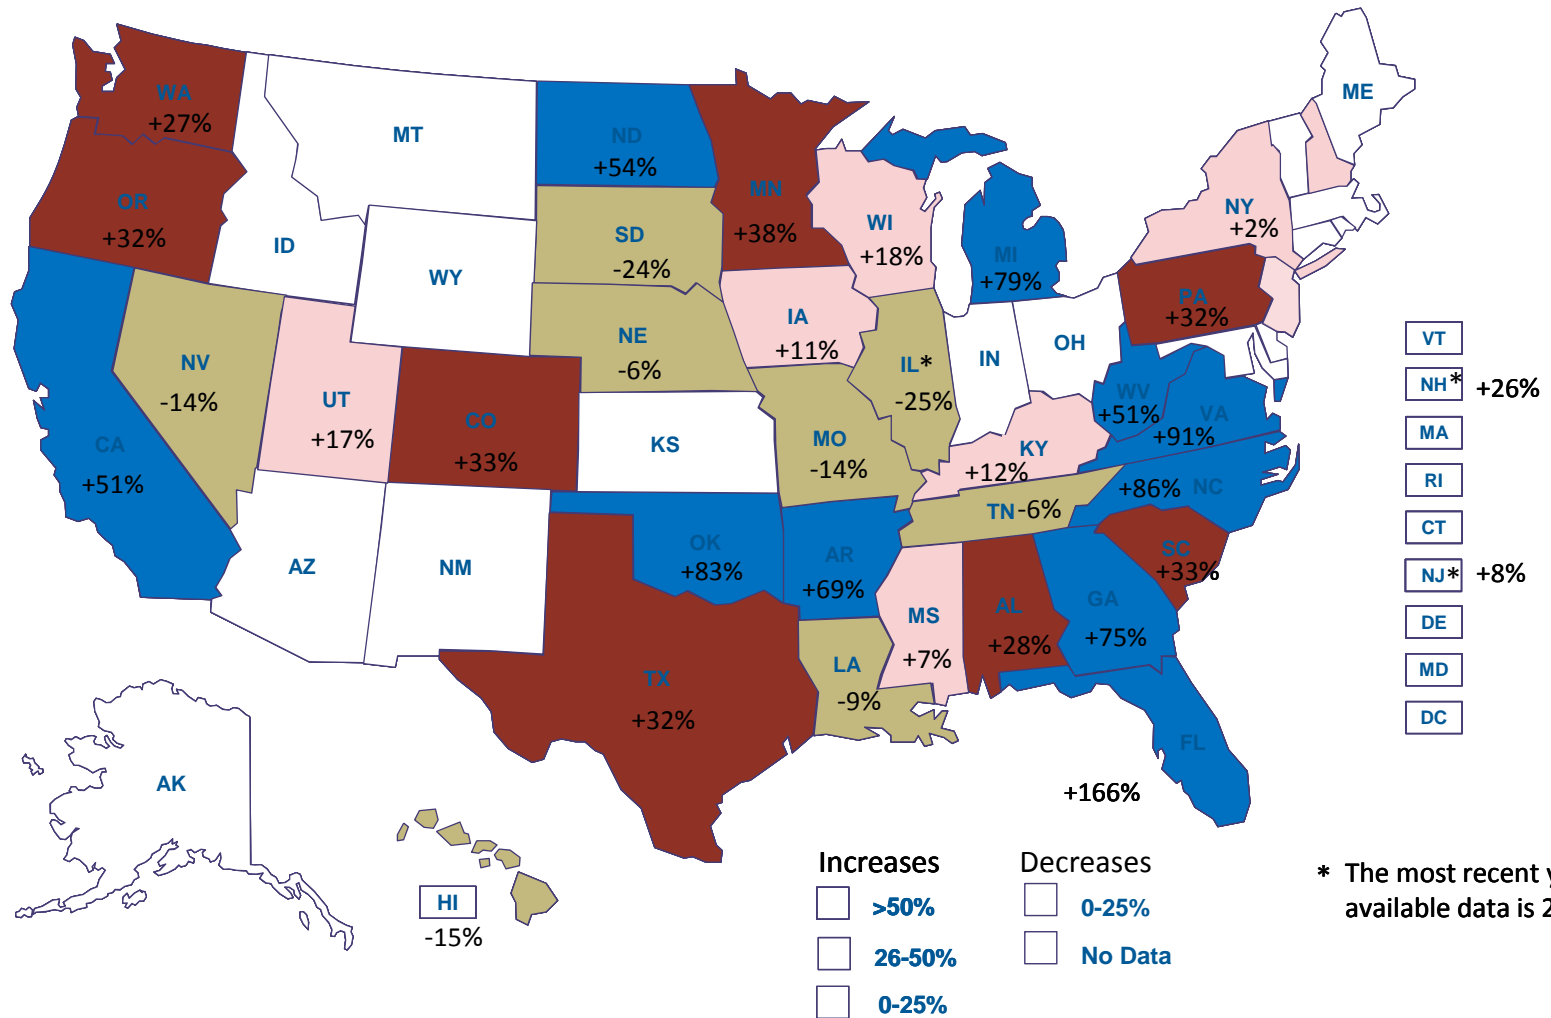 WA
+27%
MT
ND
+54%
MN
+38%
ME
OR
+32%
ID
WY
SD
-24%
WI
+18%
MI
+79%
NY
+2%
NV
-14%
UT
+17%
CO
+33%
NE
-6%
IA
+11%
IL*
-25%
IN
OH
PA
+32%
CA
+51%
KS
MO
-14%
KY
+12%
WV
+51%
VA
+91%
AZ
NM
OK
+83%
AR
+69%
TN -6%
+86% NC
SC
+33%
TX
+32%
LA
-9%
MS
+7%
AL
+28%
GA
+75%
FL
+166%
AK
HI
-15%
VT
NH* +26%
MA
RI
CT
NJ* +8%
DE
MD
DC
Increases
>50%
26-50%
0-25%
Decreases
0-25%
No Data
* The most recent
available data is